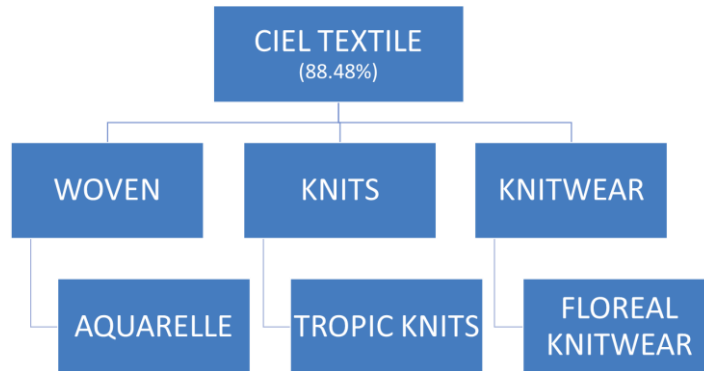 CIEL TEXTILE
(88.48%)
WOVEN
KNITS
KNITWEAR
AQUARELLE
TROPIC KNITS
FLOREAL
KNITWEAR